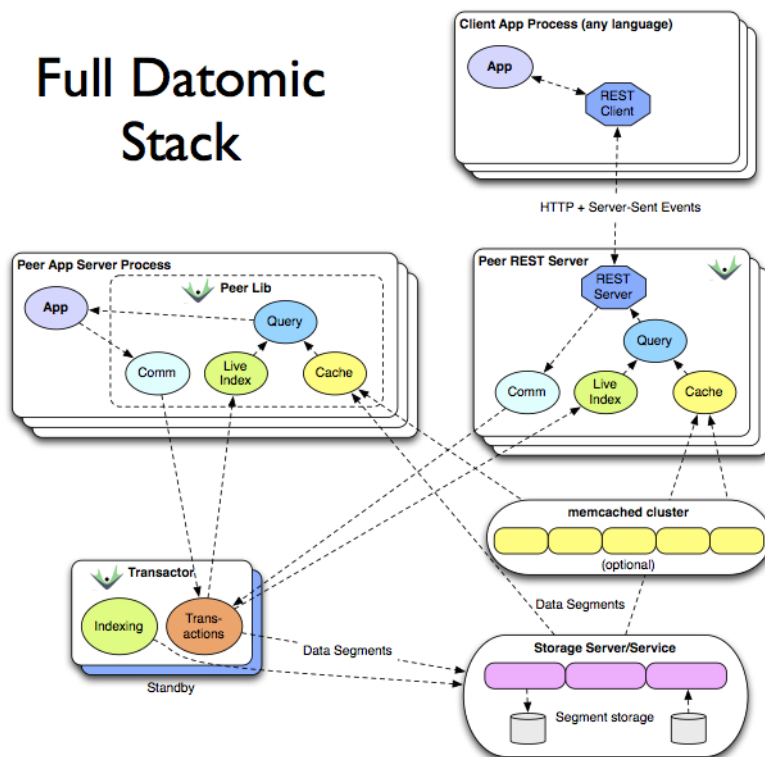 Full Datomic
Stack
Client App Process (any language)
App
REST
Client
HTTP + Server-Sent Events
Peer App Server Process
Peer Lib
App
Query
Comm
Live
Index
Cache
Peer REST Server
REST
Server
Query
Comm
Live
Index
Cache
memcached cluster
(optional)
Transactor
Indexing
Trans-
actions
Standby
Data Segments
Data Segments
Storage Server/Service
Segment storage